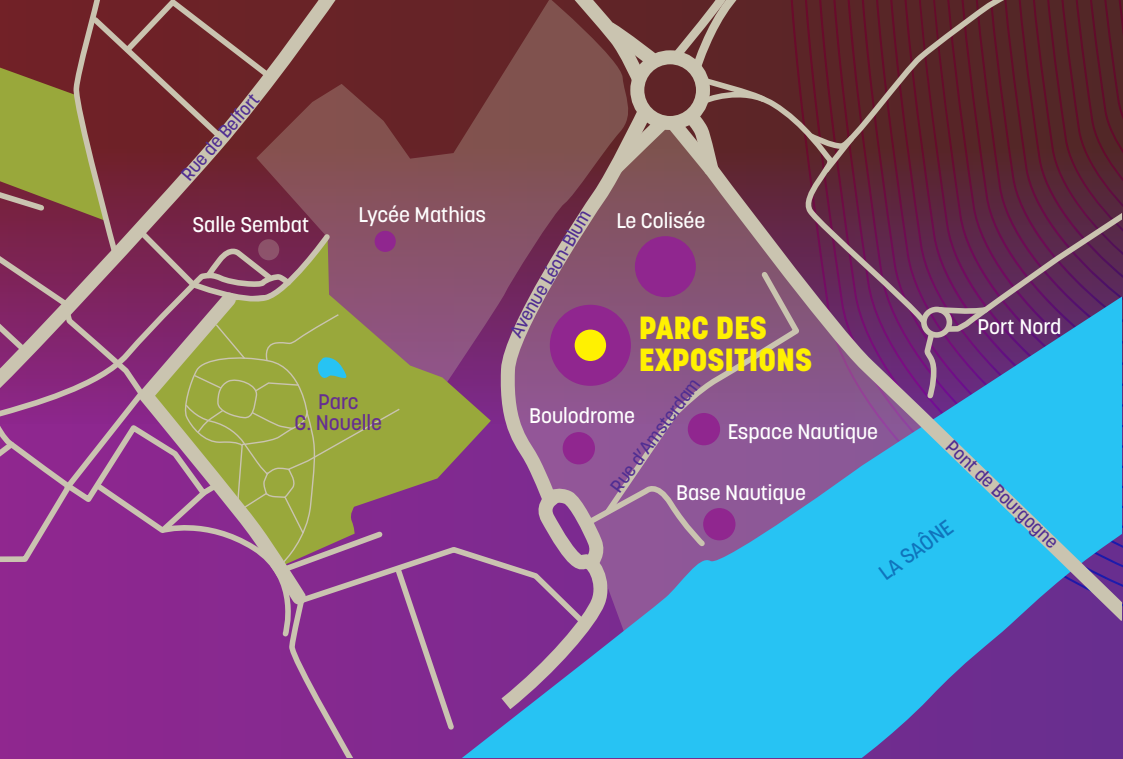 Rue de Belfort
Salle Sembat
Lycée Mathias
Le Colisée
Avenue Léon-Blum
PARC DES
EXPOSITIONS
Port Nord
Parc
G. Nouelle
Boulodrome
Rue d'Amsterdam
Espace Nautique
Base Nautique
Pont de Bourgogne
LA SAÔNE